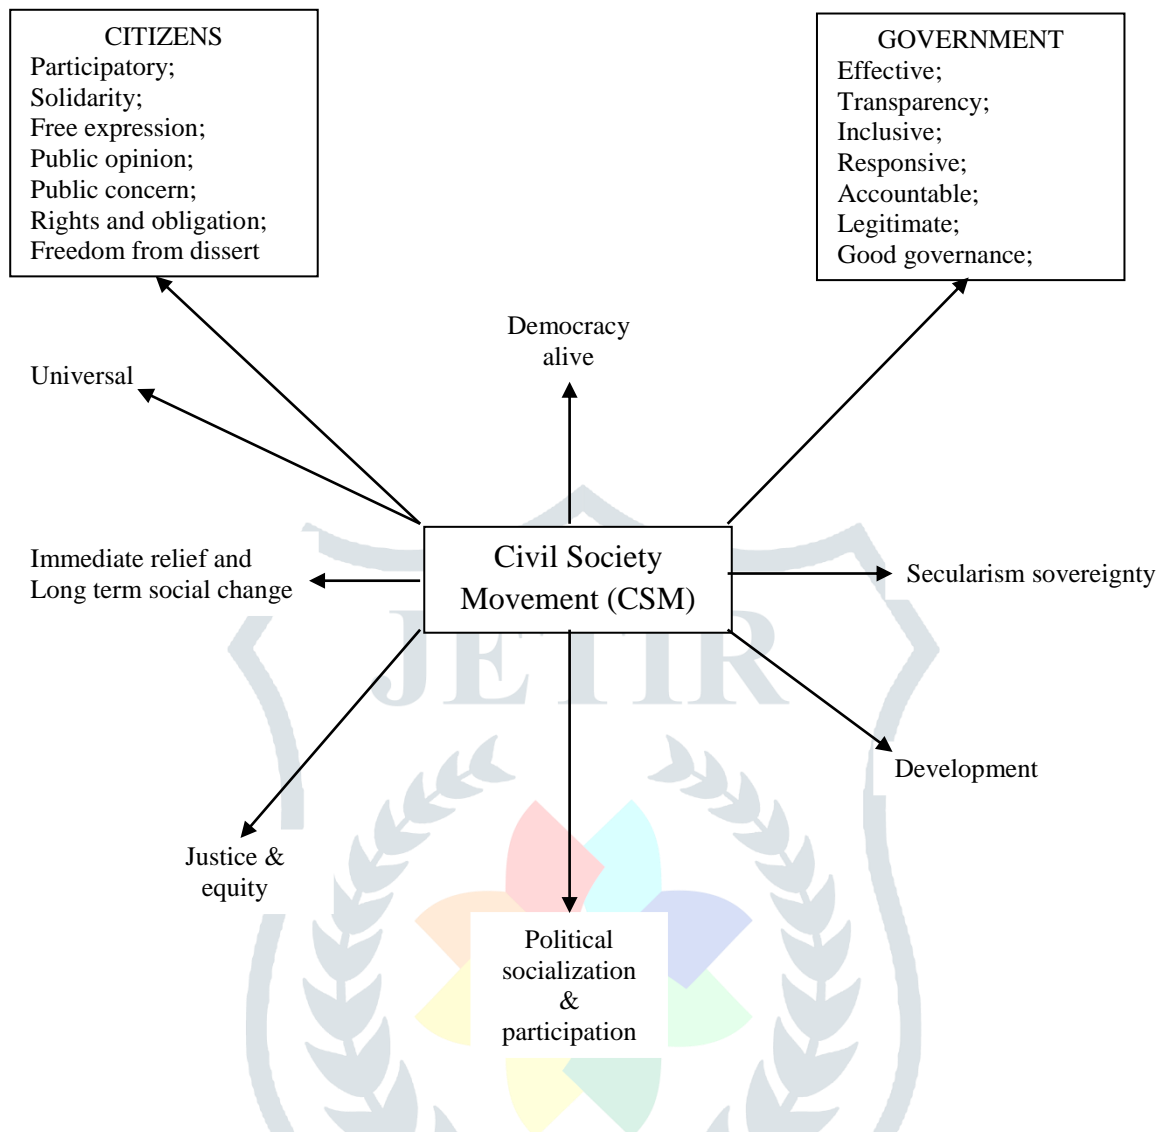 CITIZENS
Participatory;
Solidarity;
Free expression;
Public opinion;
Public concern;
Rights and obligation;
Freedom from dissert
GOVERNMENT
Effective;
Transparency;
Inclusive;
Responsive;
Accountable;
Legitimate;
Good governance;
Democracy
alive
Universal
Immediate relief and
Long term social change
Civil Society
Movement (CSM)
Secularism sovereignty
JETIR
Development
Justice &
equity
Political
socialization
&
participation